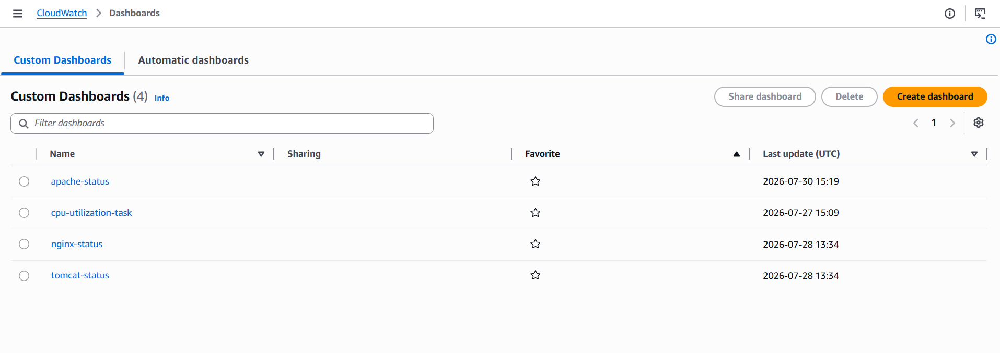 CloudWatch > Dashboards
Custom Dashboards
Automatic dashboards
Custom Dashboards (4) Info
Share dashboard
Delete
Create dashboard
Filter dashboards
1
Name Sharing Favorite Last update (UTC)
apache-status 2026-07-30 15:19
cpu-utilization-task 2026-07-27 15:09
nginx-status 2026-07-28 13:34
tomcat-status 2026-07-28 13:34